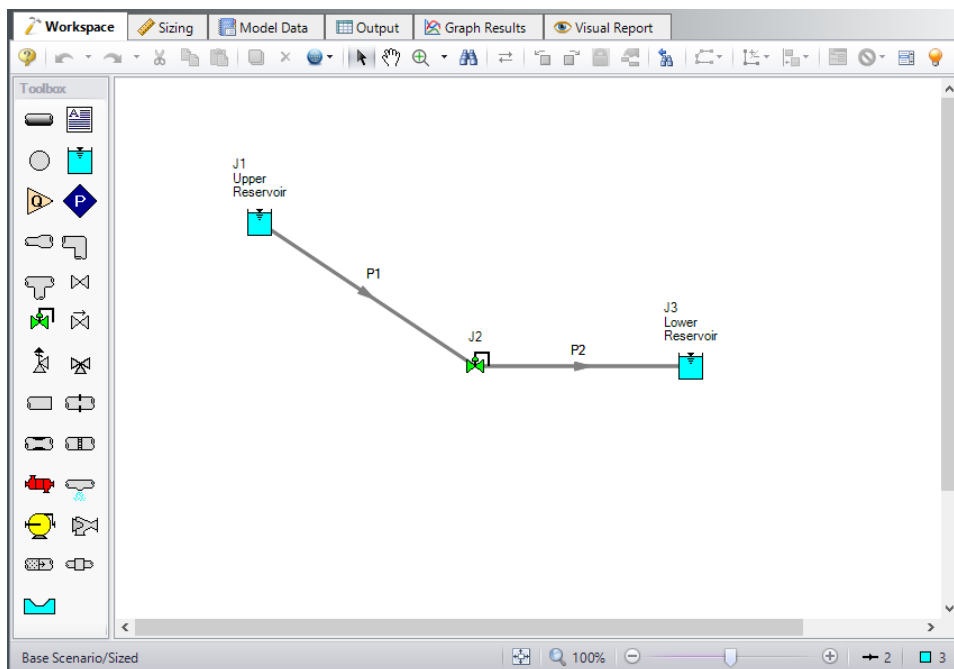 Workspace
Sizing
Model Data
Output
Graph Results
Visual Report
Toolbox
A
Q
P
J1
Upper
Reservoir
P1
J2
P2
J3
Lower
Reservoir
Base Scenario/Sized
100%
2
3